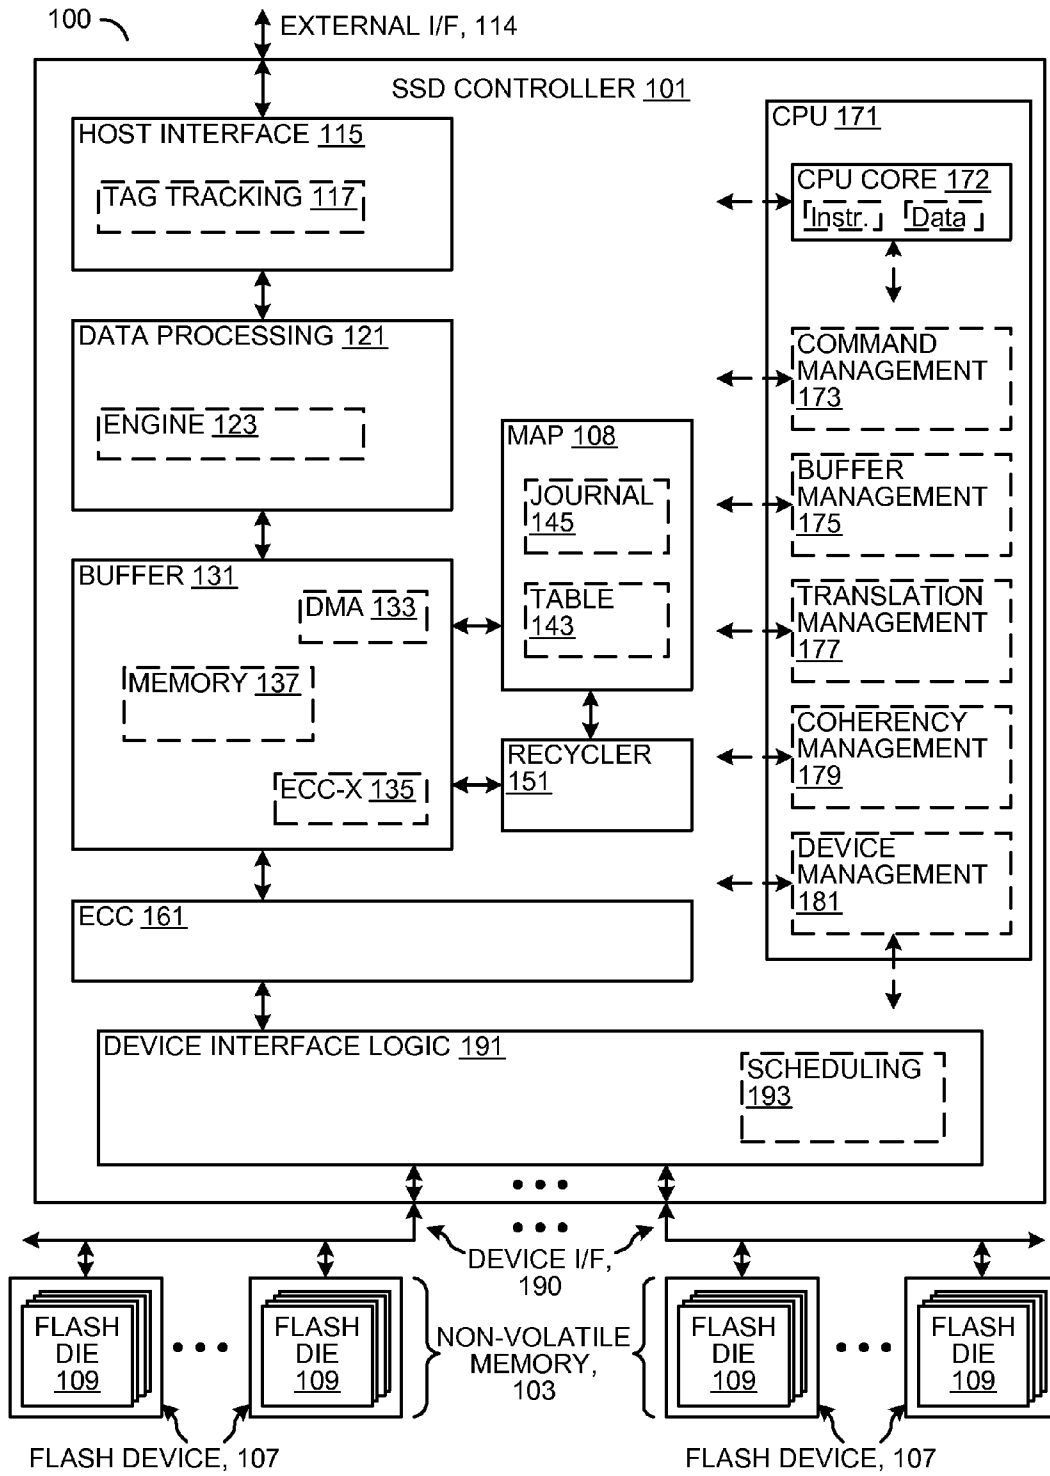 100
EXTERNAL I/F, 114
SSD CONTROLLER 101
HOST INTERFACE 115
TAG TRACKING 117
DATA PROCESSING 121
ENGINE 123
BUFFER 131
DMA 133
MEMORY 137
ECC-X 135
MAP 108
JOURNAL
145
TABLE
143
RECYCLER
151
ECC 161
CPU 171
CPU CORE 172
Instr.
Data
COMMAND
MANAGEMENT
173
BUFFER
MANAGEMENT
175
TRANSLATION
MANAGEMENT
177
COHERENCY
MANAGEMENT
179
DEVICE
MANAGEMENT
181
DEVICE INTERFACE LOGIC 191
SCHEDULING
193
DEVICE I/F,
190
FLASH
DIE
109
FLASH
DIE
109
NON-VOLATILE
MEMORY,
103
FLASH
DIE
109
FLASH
DIE
109
FLASH DEVICE, 107
FLASH DEVICE, 107